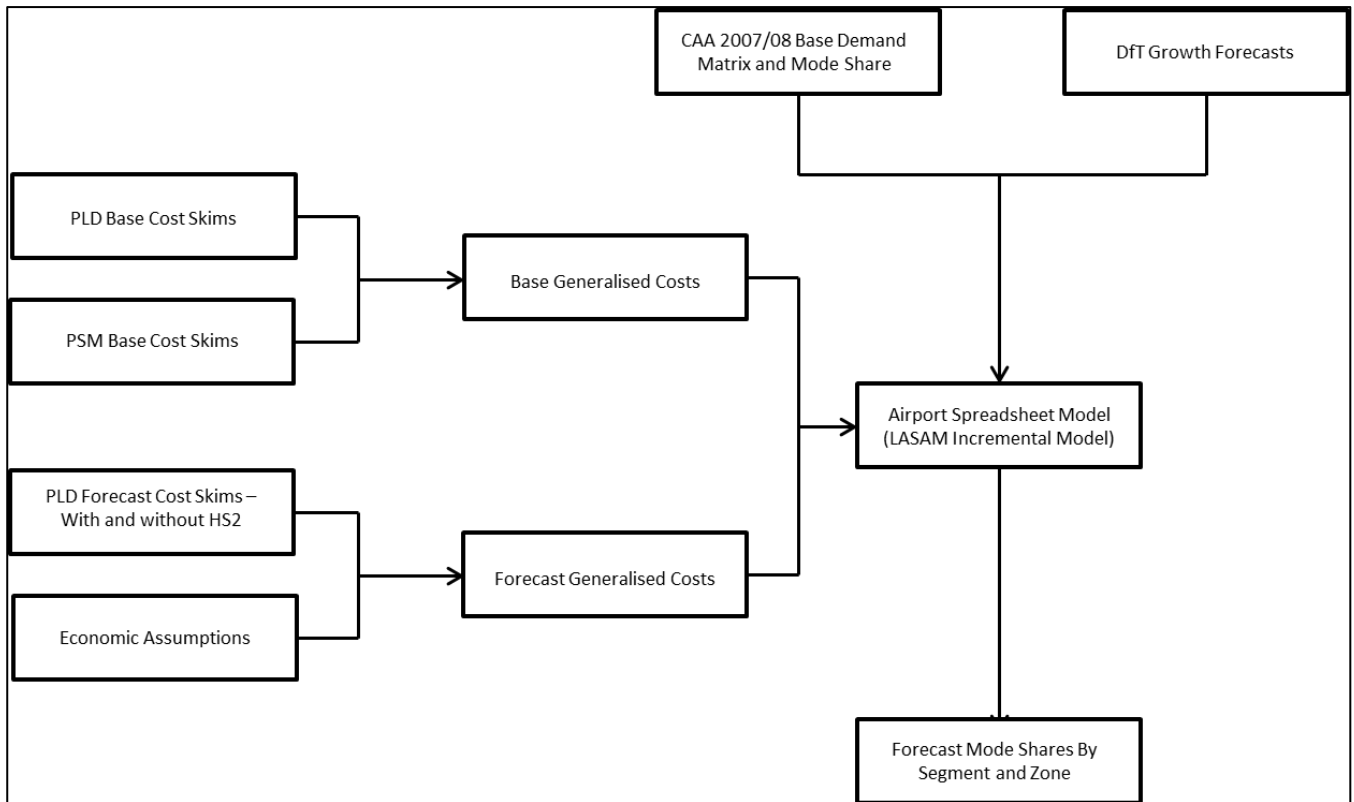 CAA 2007/08 Base Demand
Matrix and Mode Share
DfT Growth Forecasts
PLD Base Cost Skims
Base Generalised Costs
PSM Base Cost Skims
Airport Spreadsheet Model
(LASAM Incremental Model)
PLD Forecast Cost Skims –
With and without HS2
Forecast Generalised Costs
Economic Assumptions
Forecast Mode Shares By
Segment and Zone